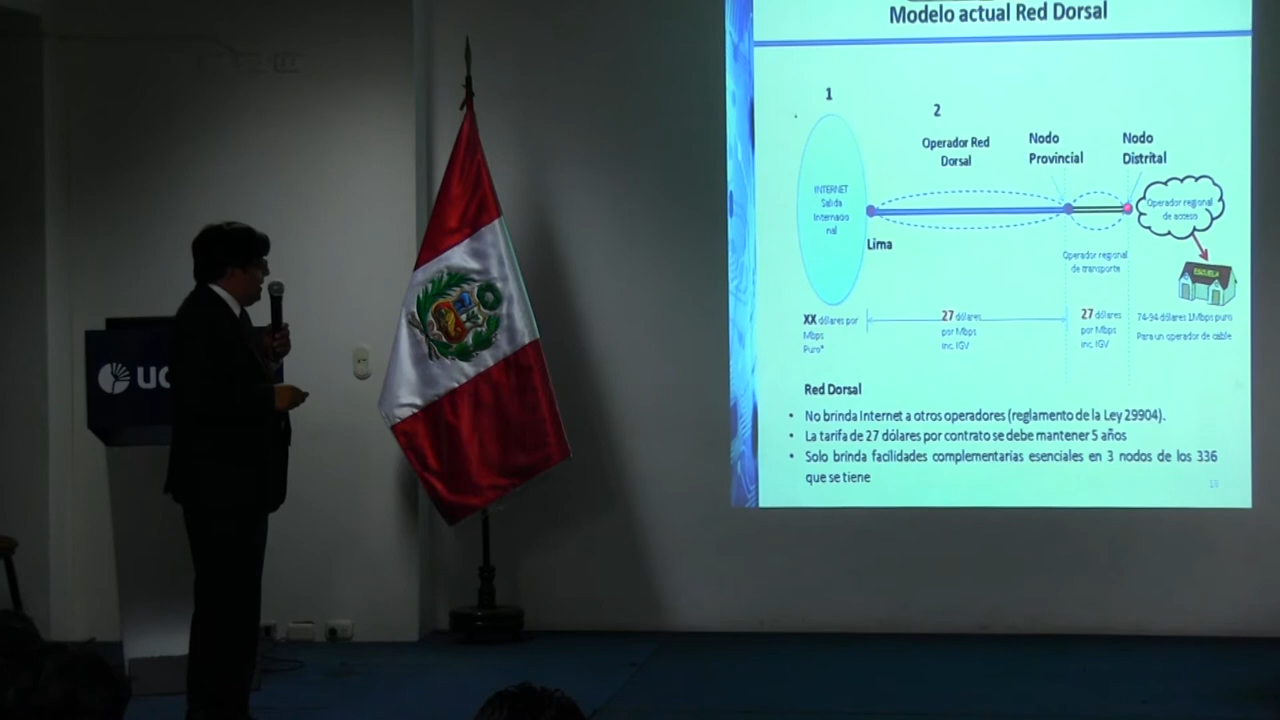 Modelo actual Red Dorsal
1
2
Operador Red
Dorsal
Nodo
Provincial
Nodo
Distrital
INTERNET
Salida
Internacio
nal
Operador regional
de acceso
Lima
Operador regional
de transporte
ESCUELA
XX dólares por
Mbps
Puro*
27 dólares
por Mbps
inc. IGV
27 dólares
por Mbps
inc. IGV
74-94 dólares 1Mbps puro
Para un operador de cable
Red Dorsal
• No brinda Internet a otros operadores (reglamento de la Ley 29904).
• La tarifa de 27 dólares por contrato se debe mantener 5 años
• Solo brinda facilidades complementarias esenciales en 3 nodos de los 336
que se tiene
UC